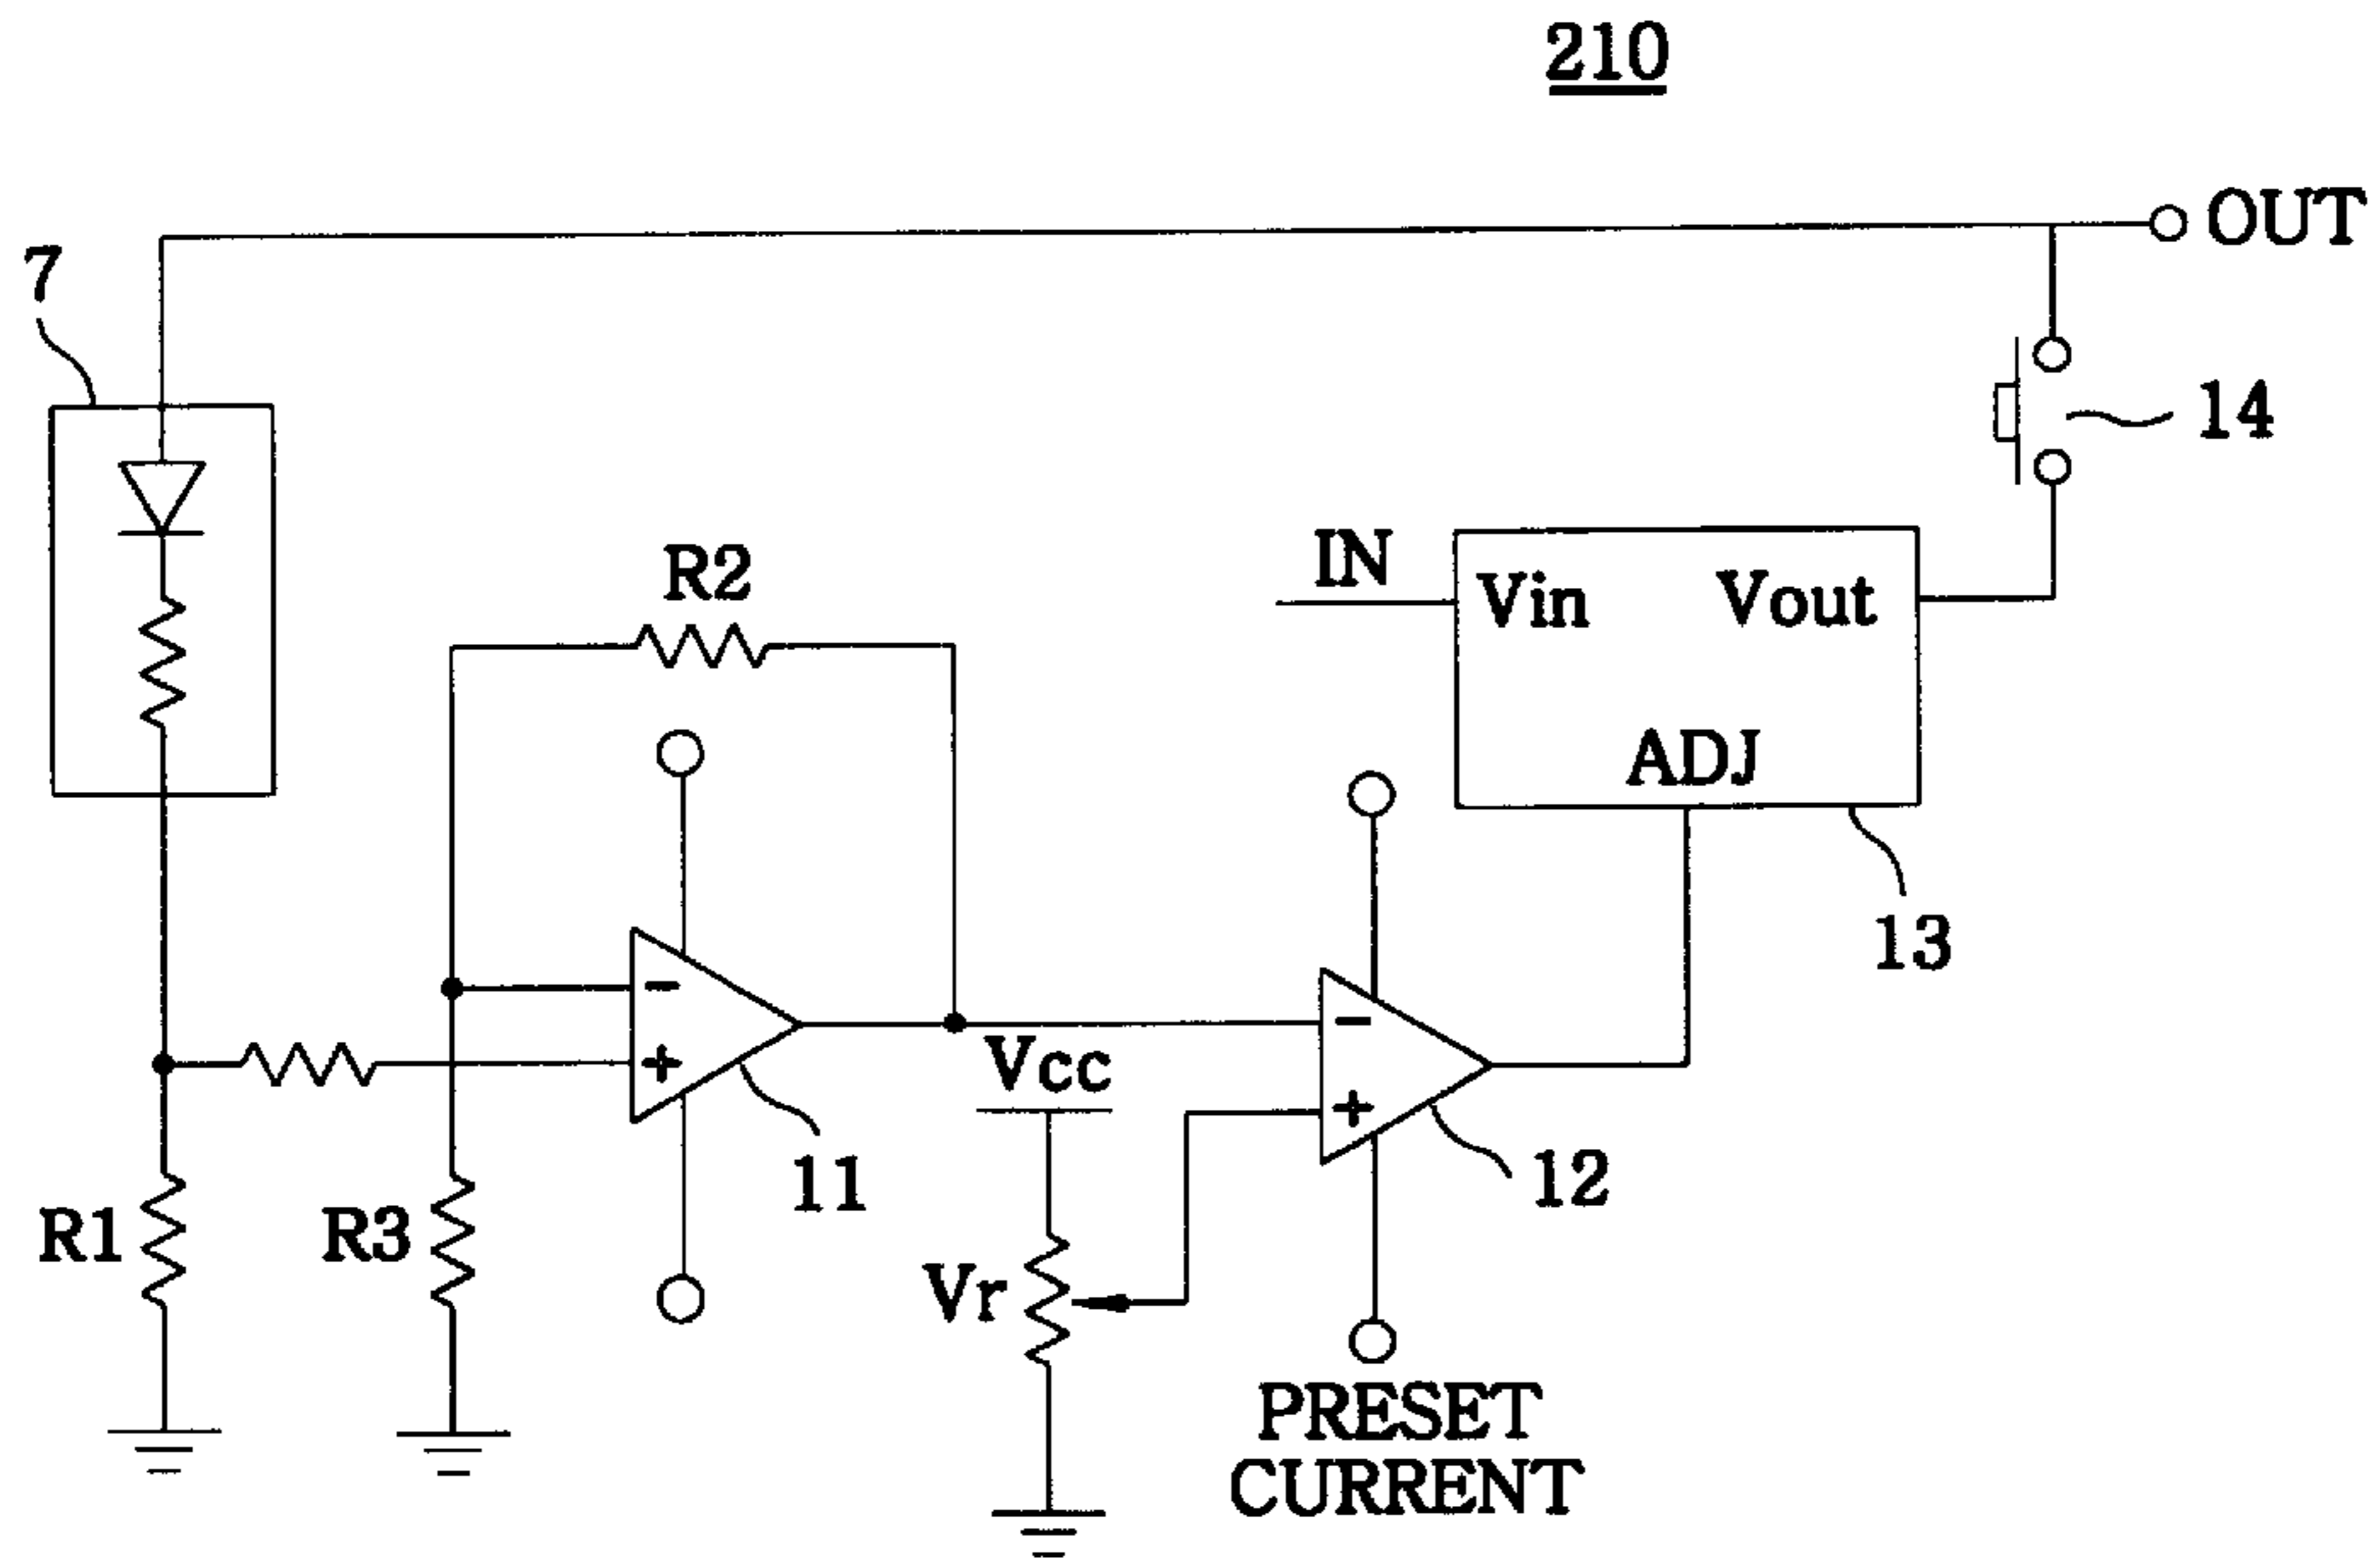 210
OUT
7
14
R2
IN
Vin
Vout
ADJ
13
-
+
11
Vcc
-
+
12
R1
R3
Vr
PRESET
CURRENT